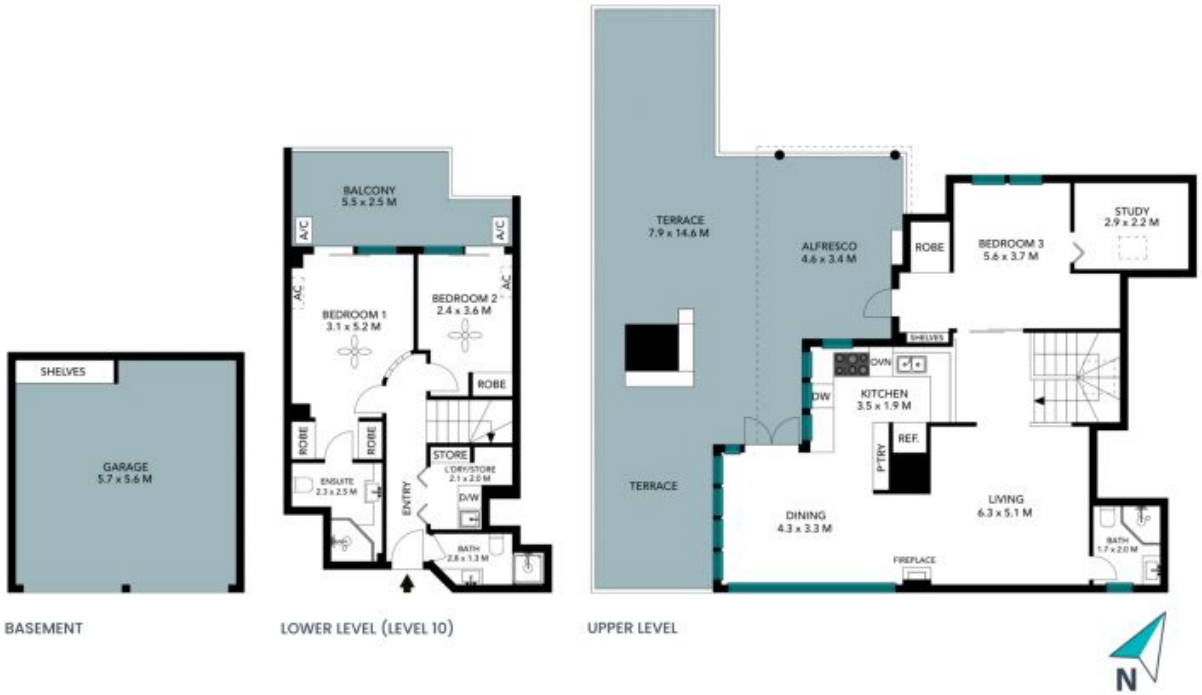 SHELVES
GARAGE
5.7 x 5.6 M
BASEMENT
BALCONY
5.5 x 2.5 M
A/C
A/C
AC
AC
BEDROOM 1
3.1 x 5.2 M
BEDROOM 2
2.4 x 3.6 M
ROBE
ROBE
ROBE
STORE
L'DRY/STORE
2.1 x 2.0 M
D/W
ENSUITE
2.3 x 2.5 M
ENTRY
BATH
2.8 x 1.3 M
LOWER LEVEL (LEVEL 10)
TERRACE
7.9 x 14.6 M
ALFRESCO
4.6 x 3.4 M
ROBE
BEDROOM 3
5.6 x 3.7 M
STUDY
2.9 x 2.2 M
SHELVES
OVN
DW
KITCHEN
3.5 x 1.9 M
P'TRY
REF.
TERRACE
DINING
4.3 x 3.3 M
LIVING
6.3 x 5.1 M
FIREPLACE
BATH
1.7 x 2.0 M
UPPER LEVEL
N